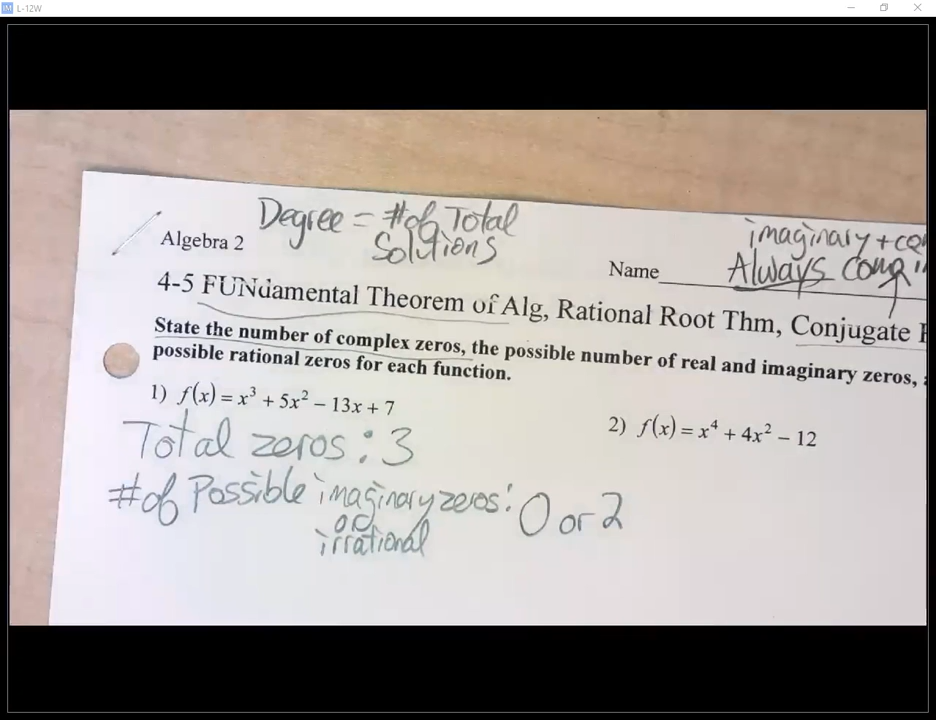 L-12W
Degree = # of Total
Solutions
imaginary +
Always
Algebra 2
Name
4-5 FUNdamental Theorem of Alg, Rational Root Thm, Conjugate
State the number of complex zeros, the possible number of real and imaginary zeros,
possible rational zeros for each function.
1) f(x) = x³ + 5x² − 13x + 7
2) f(x) = x⁴ + 4x² − 12
Total zeros: 3
# of Possible imaginary zeros: 0 or 2
or
irrational